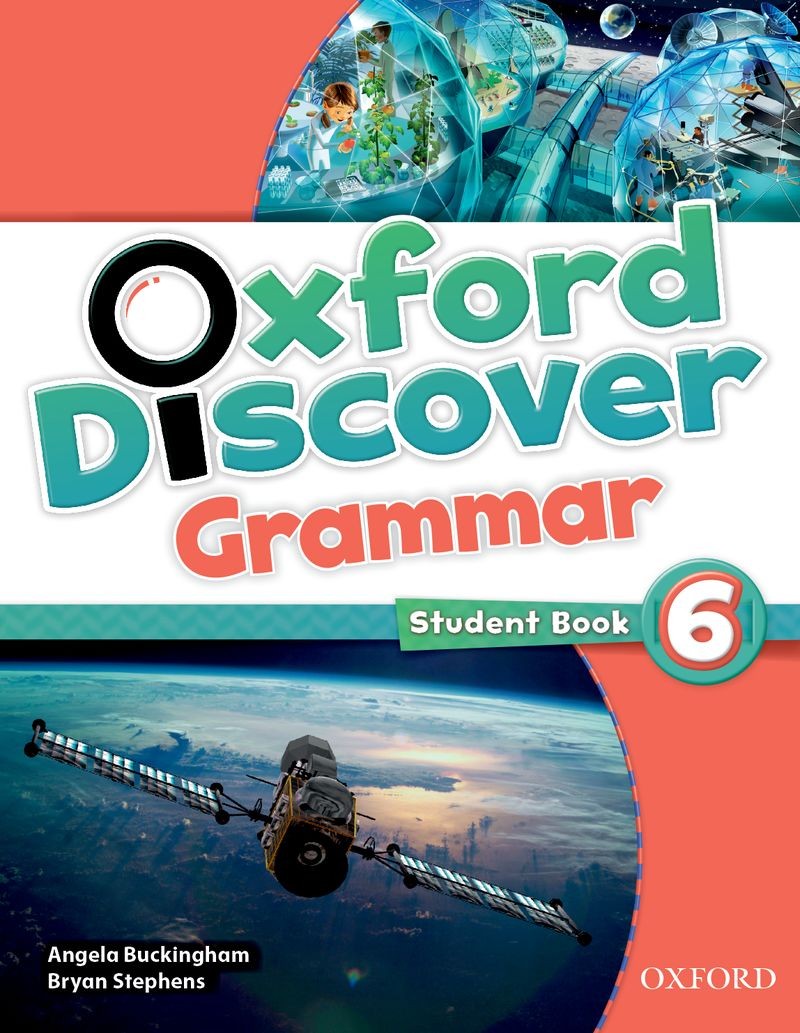 Oxford
Discover
Grammar
Student Book 6
Angela Buckingham
Bryan Stephens
OXFORD